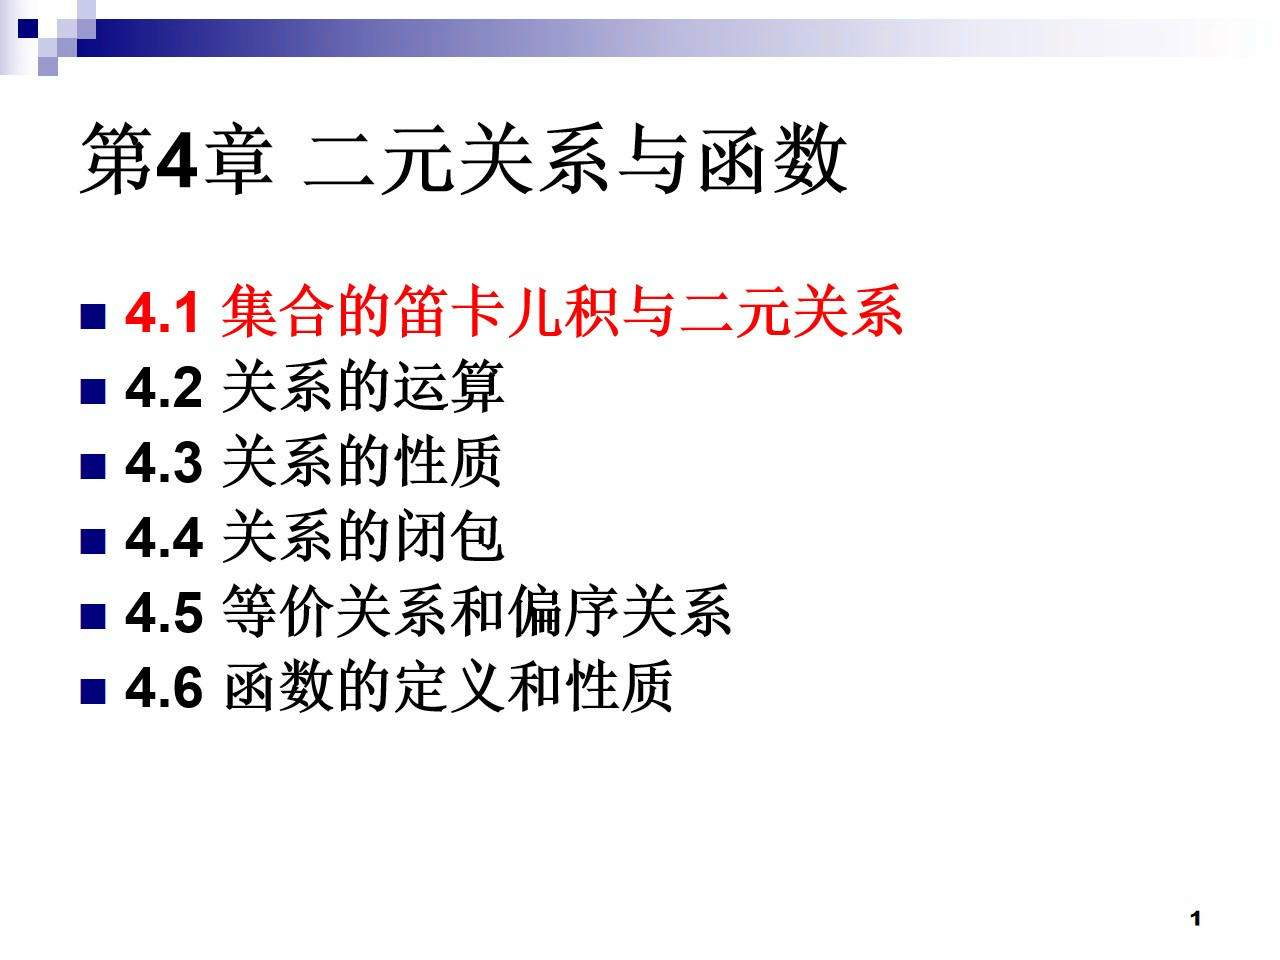 第4章 二元关系与函数
4.1 集合的笛卡儿积与二元关系
4.2 关系的运算
4.3 关系的性质
4.4 关系的闭包
4.5 等价关系和偏序关系
4.6 函数的定义和性质
1